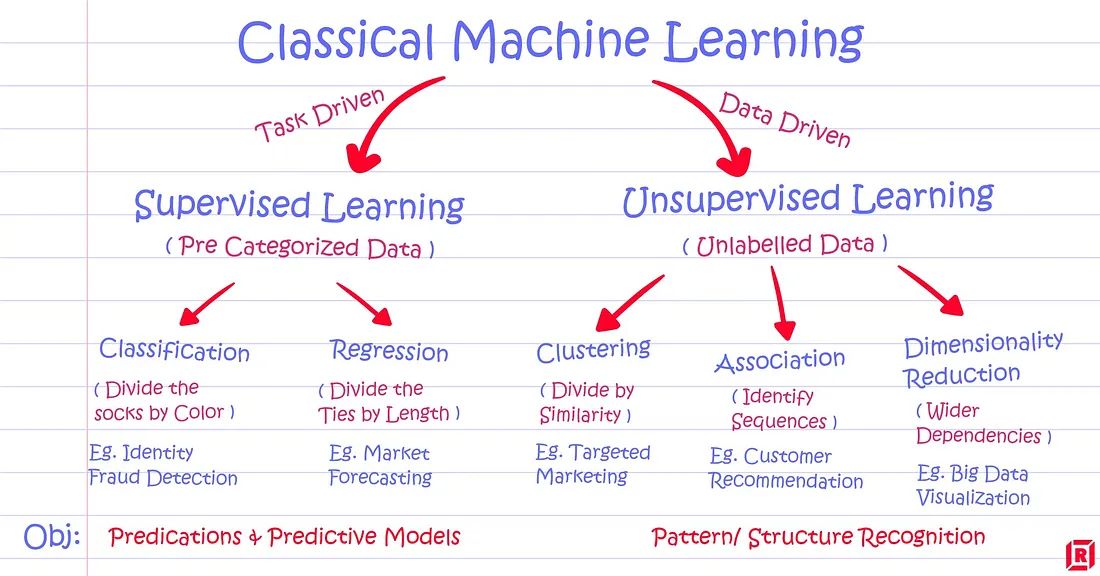 Classical Machine Learning
Task Driven
Data Driven
Supervised Learning
( Pre Categorized Data )
Unsupervised Learning
( Unlabelled Data )
Classification
( Divide the
socks by Color )
Eg. Identity
Fraud Detection
Regression
( Divide the
Ties by Length )
Eg. Market
Forecasting
Clustering
( Divide by
Similarity )
Eg. Targeted
Marketing
Association
( Identify
Sequences )
Eg. Customer
Recommendation
Dimensionality
Reduction
( Wider
Dependencies )
Eg. Big Data
Visualization
Obj: Predications & Predictive Models
Pattern/ Structure Recognition
R